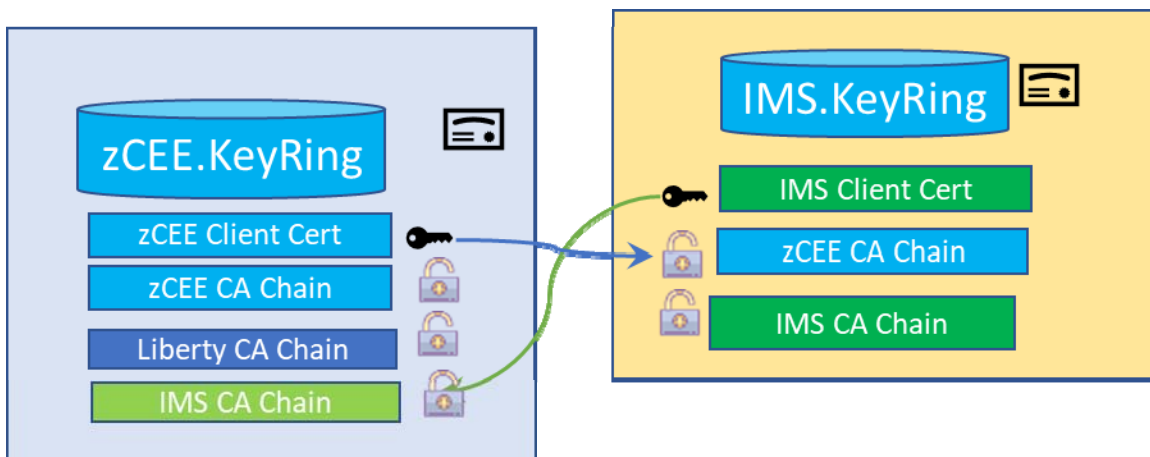 zCEE.KeyRing
zCEE Client Cert
zCEE CA Chain
Liberty CA Chain
IMS CA Chain
IMS.KeyRing
IMS Client Cert
zCEE CA Chain
IMS CA Chain